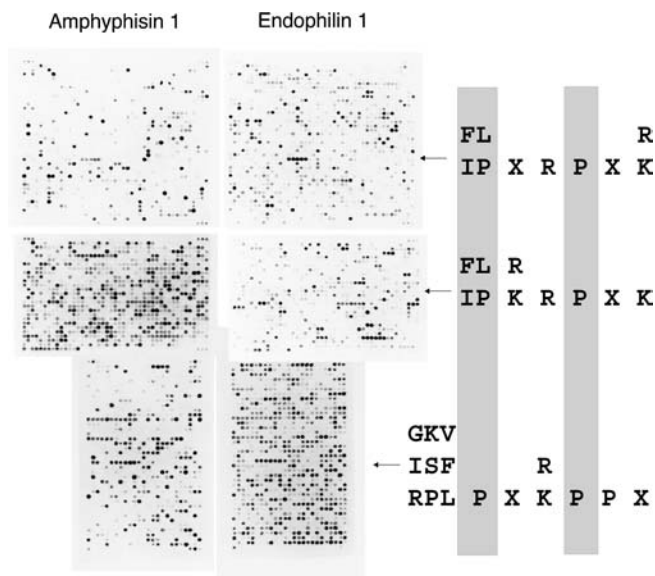 Amphyphisin 1 Endophilin 1
FL R
IP X R P X K
FL R
IP K R P X K
GKV
ISF R
RPL P X K P P X